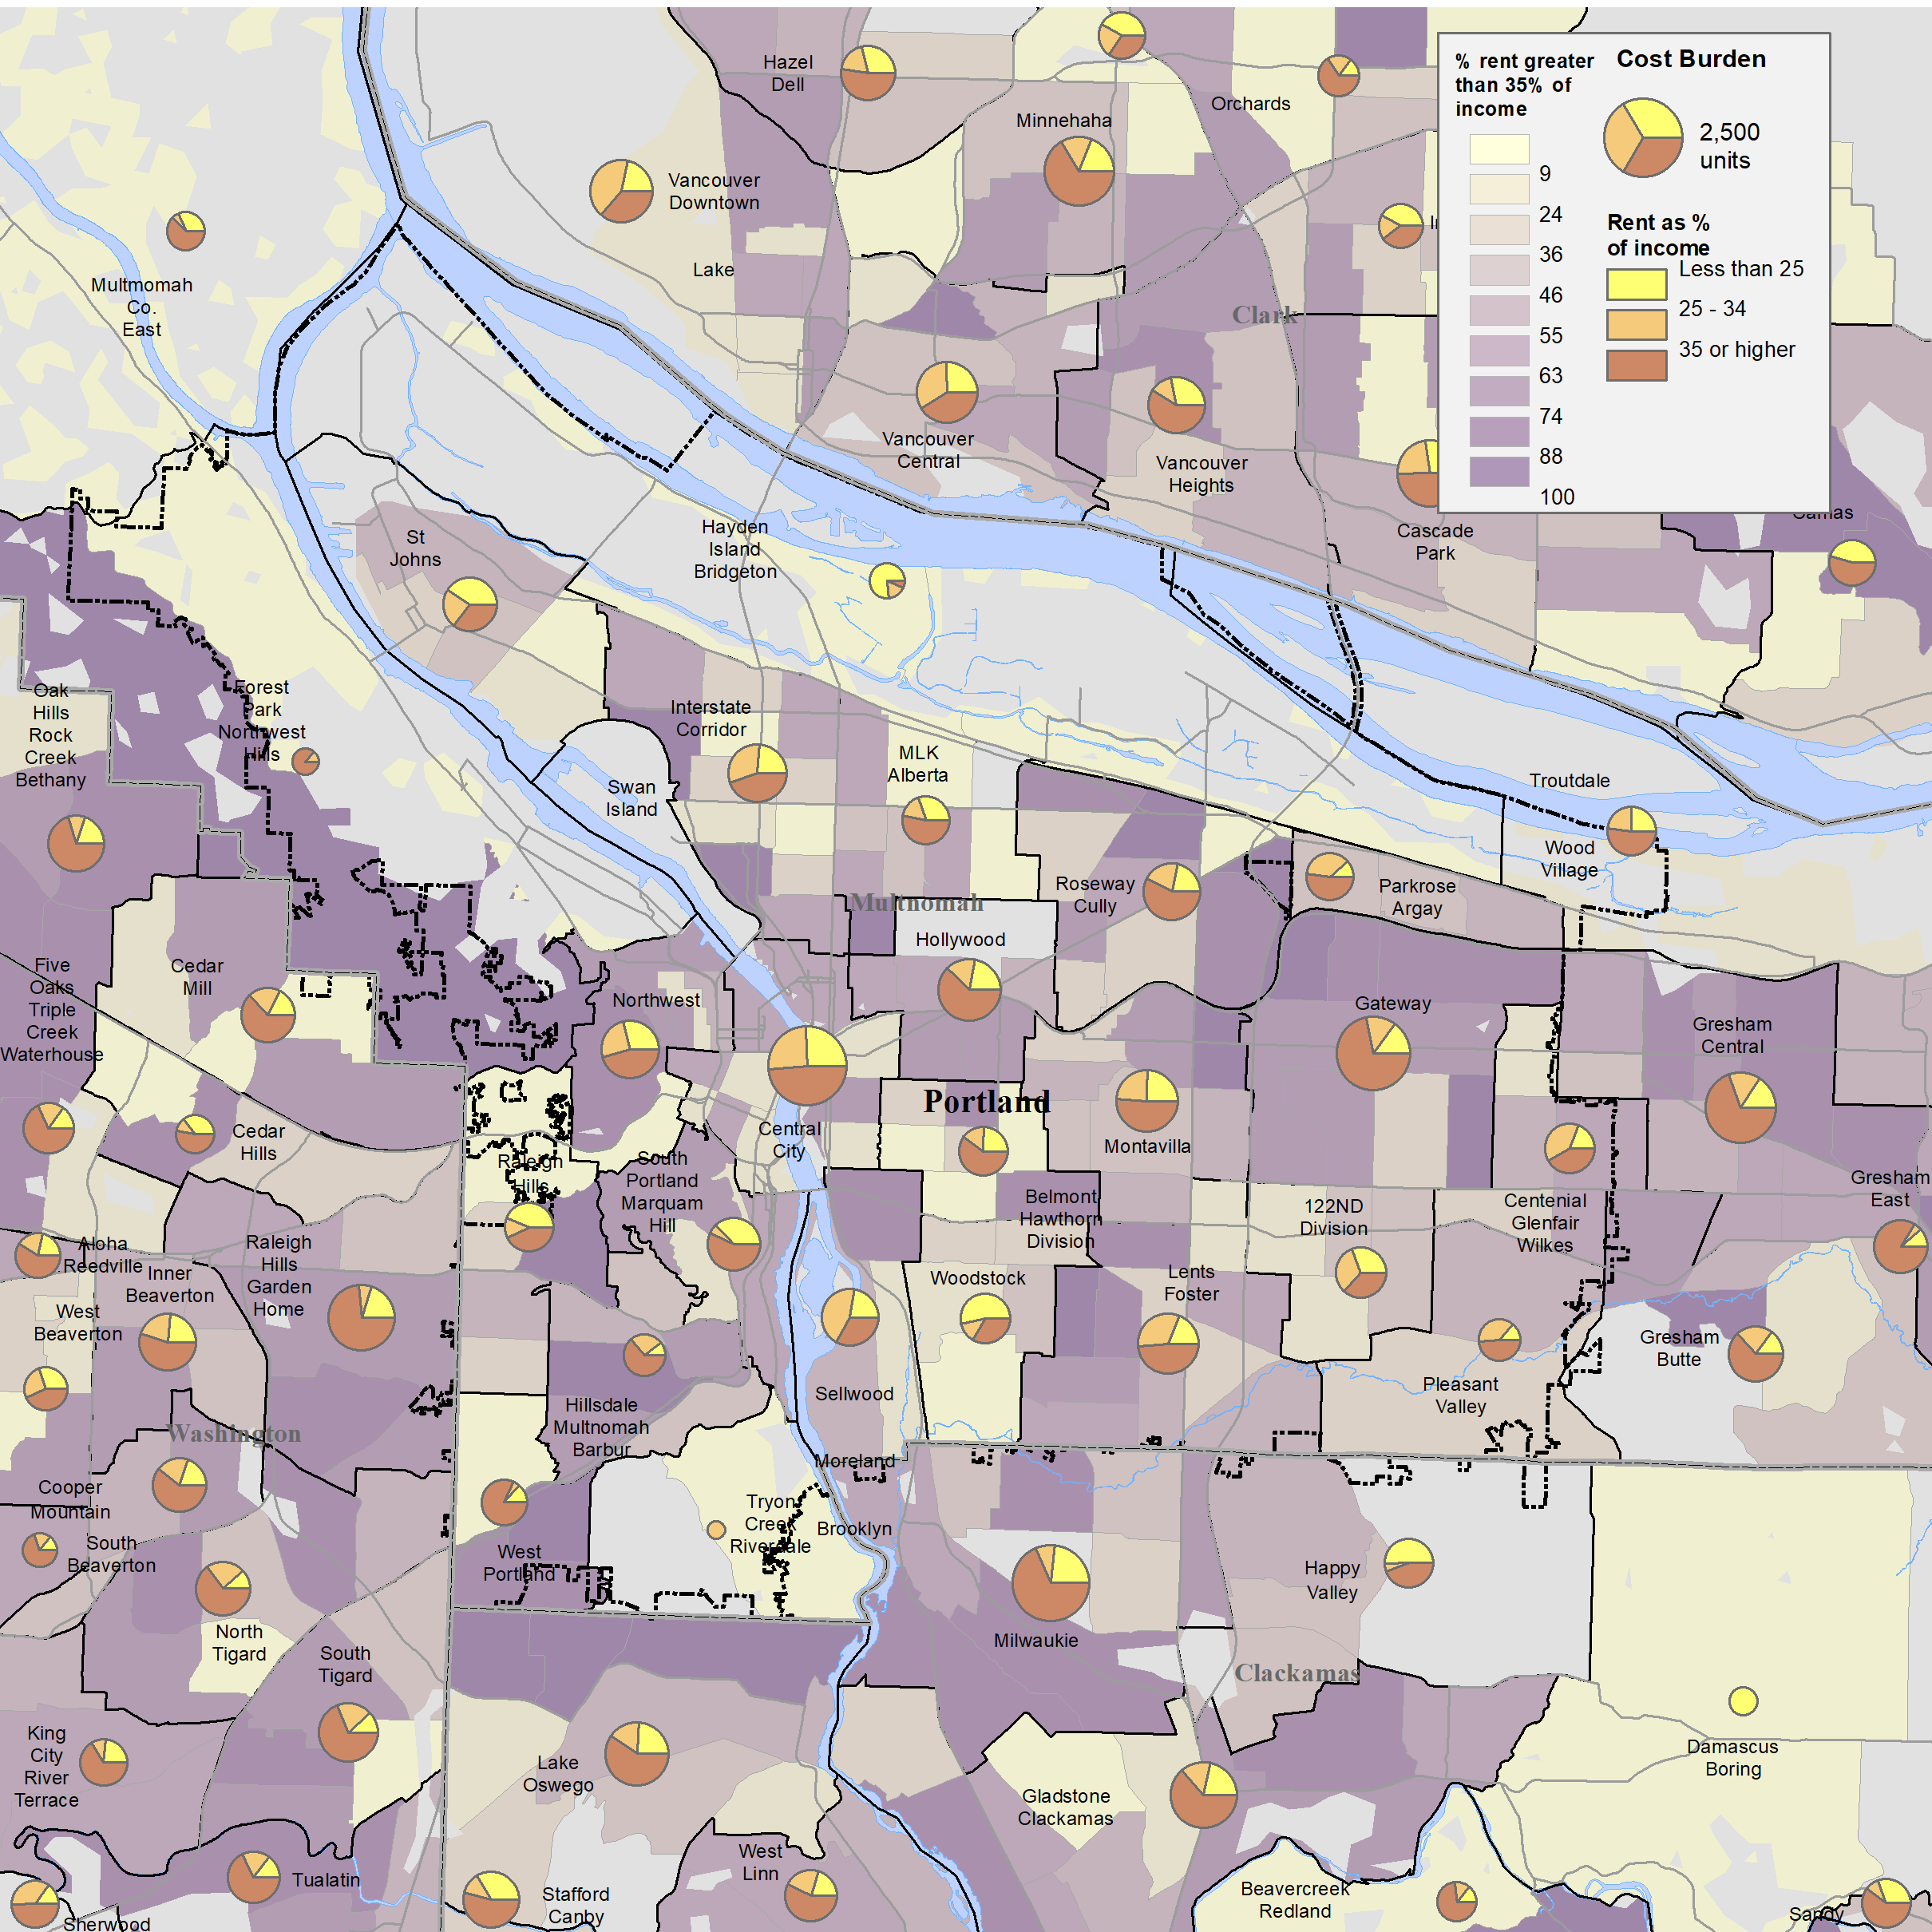 Hazel
Dell
Minnehaha
Orchards
% rent greater
than 35% of
income
9
24
36
46
55
63
74
88
100
Cost Burden
2,500
units
Rent as %
of income
Less than 25
25 - 34
35 or higher
Vancouver
Downtown
Lake
Multmomah
Co.
East
Clark
Vancouver
Central
Vancouver
Heights
Cascade
Park
Camas
St
Johns
Hayden
Island
Bridgeton
Oak
Hills
Rock
Creek
Bethany
Forest
Park
Northwest
Hills
Interstate
Corridor
MLK
Alberta
Swan
Island
Troutdale
Wood
Village
Roseway
Cully
Parkrose
Argay
Multnomah
Hollywood
Five
Oaks
Triple
Creek
Waterhouse
Cedar
Mill
Northwest
Gateway
Gresham
Central
Portland
Central
City
Montavilla
Cedar
Hills
Raleigh
Hills
South
Portland
Marquam
Hill
Belmont
Hawthorn
Division
122ND
Division
Centenial
Glenfair
Wilkes
Gresham
East
Aloha
Reedville
Inner
Beaverton
Raleigh
Hills
Garden
Home
West
Beaverton
Woodstock
Lents
Foster
Gresham
Butte
Sellwood
Moreland
Brooklyn
Pleasant
Valley
Hillsdale
Multnomah
Barbur
Washington
Cooper
Mountain
South
Beaverton
Tryon
Creek
Riverdale
West
Portland
Happy
Valley
North
Tigard
South
Tigard
Milwaukie
Clackamas
King
City
River
Terrace
Lake
Oswego
Gladstone
Clackamas
Damascus
Boring
West
Linn
Tualatin
Stafford
Canby
Beavercreek
Redland
Sherwood
Sandy